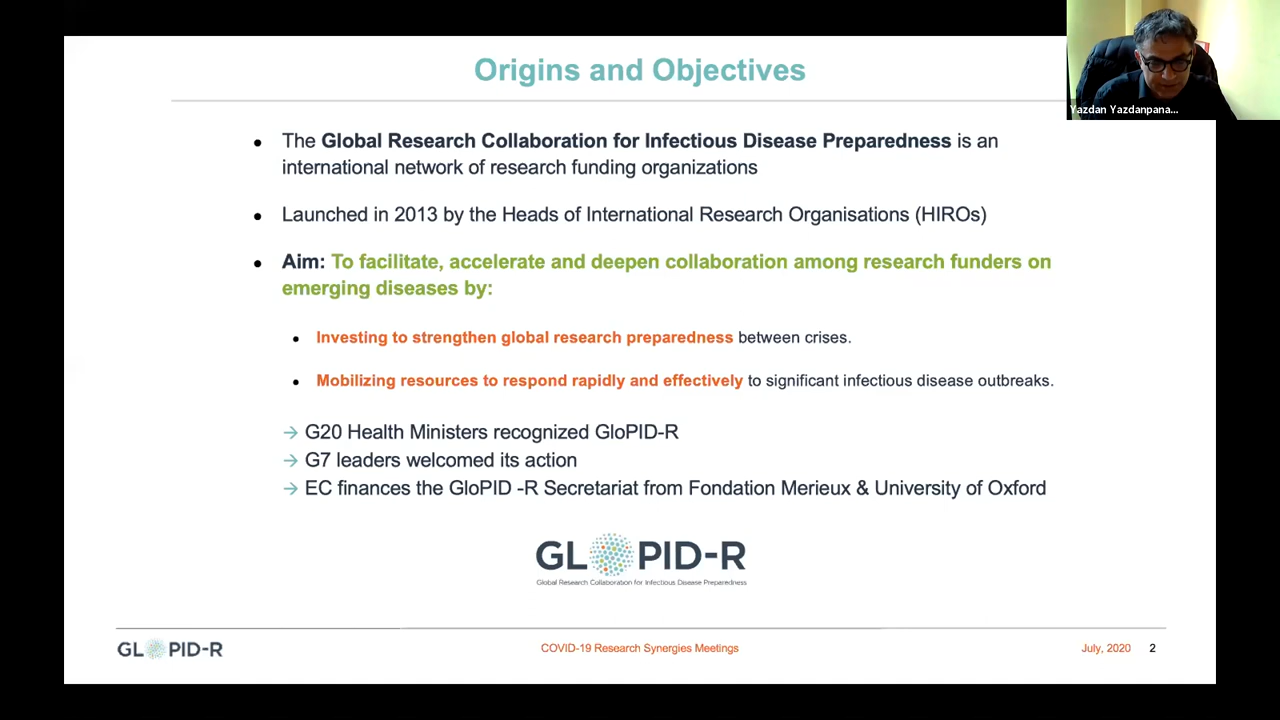 Origins and Objectives
Yazdan Yazdanpana...
• The Global Research Collaboration for Infectious Disease Preparedness is an
international network of research funding organizations
• Launched in 2013 by the Heads of International Research Organisations (HIROs)
• Aim: To facilitate, accelerate and deepen collaboration among research funders on
emerging diseases by:
• Investing to strengthen global research preparedness between crises.
• Mobilizing resources to respond rapidly and effectively to significant infectious disease outbreaks.
→ G20 Health Ministers recognized GloPID-R
→ G7 leaders welcomed its action
→ EC finances the GloPID -R Secretariat from Fondation Merieux & University of Oxford
GLOPID-R
Global Research Collaboration for Infectious Disease Preparedness
GLOPID-R
COVID-19 Research Synergies Meetings
July, 2020 2